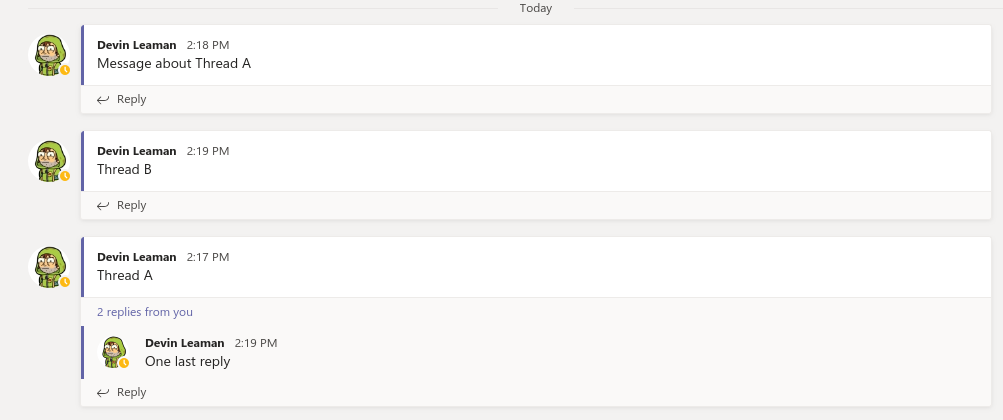 Today
Devin Leaman 2:18 PM
Message about Thread A
Reply
Devin Leaman 2:19 PM
Thread B
Reply
Devin Leaman 2:17 PM
Thread A
2 replies from you
Devin Leaman 2:19 PM
One last reply
Reply